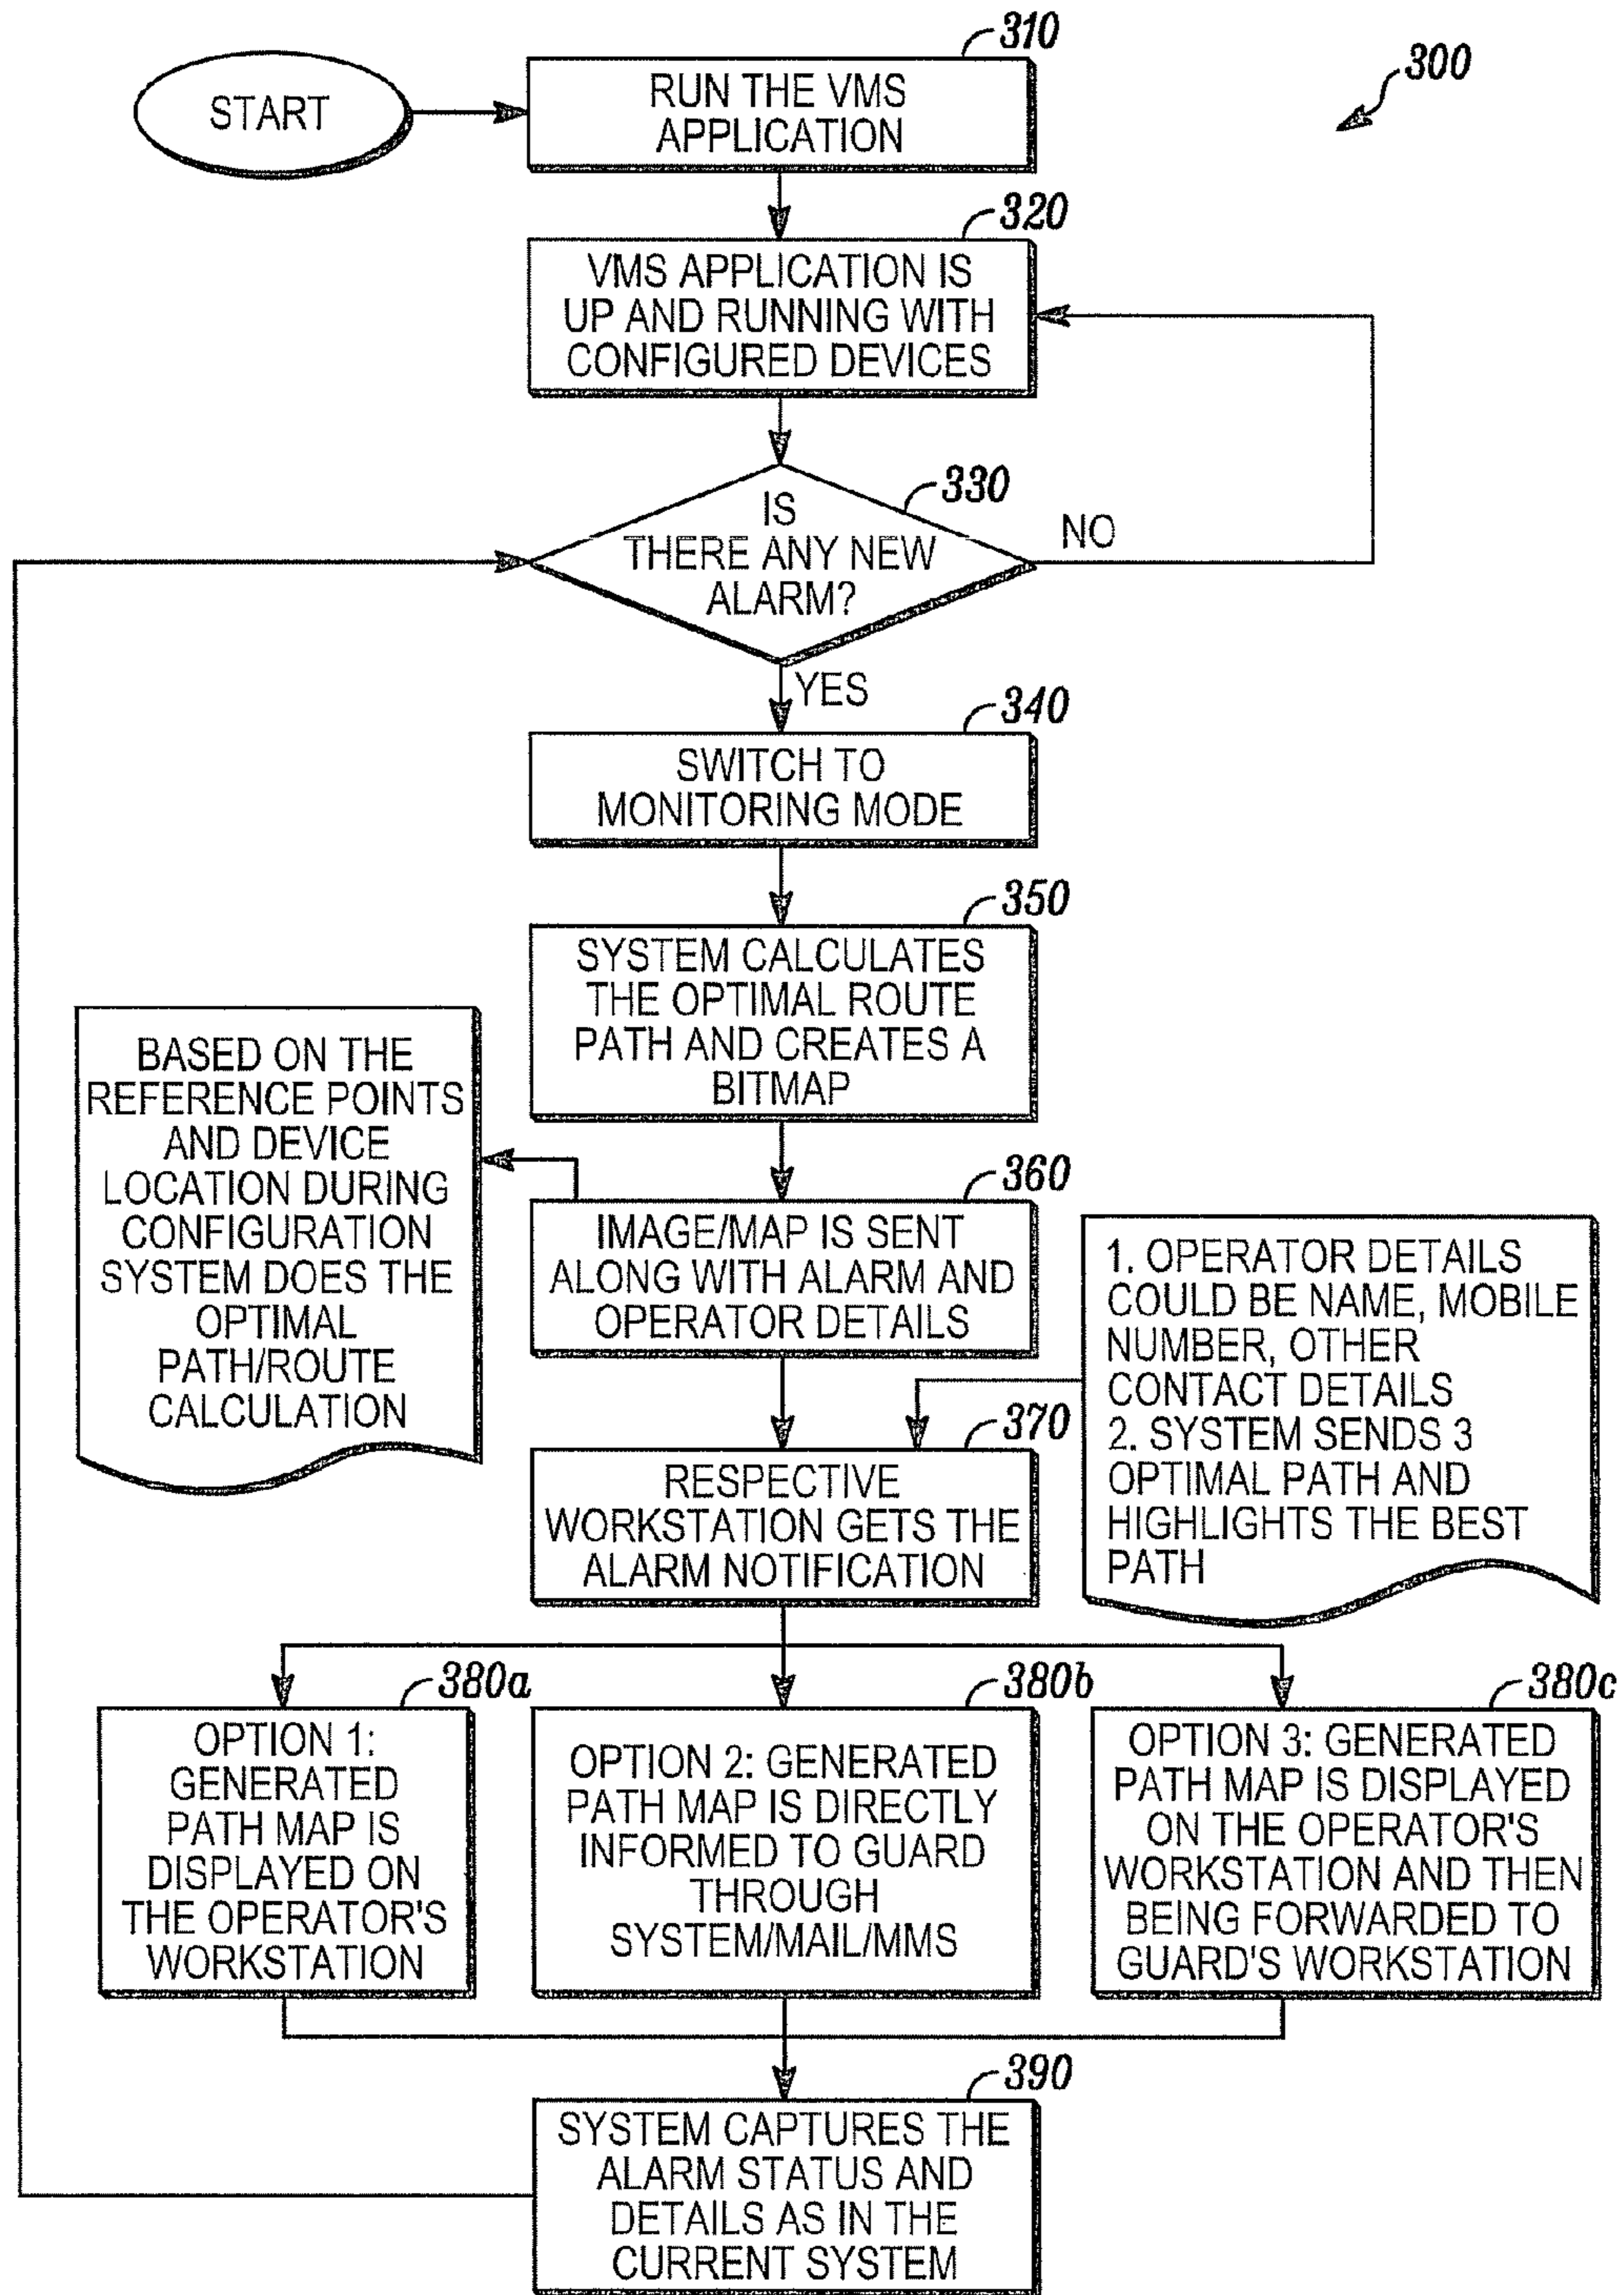 310
300
START
RUN THE VMS
APPLICATION
320
VMS APPLICATION IS
UP AND RUNNING WITH
CONFIGURED DEVICES
330
IS
THERE ANY NEW
ALARM?
NO
YES
340
SWITCH TO
MONITORING MODE
350
SYSTEM CALCULATES
THE OPTIMAL ROUTE
PATH AND CREATES A
BITMAP
BASED ON THE
REFERENCE POINTS
AND DEVICE
LOCATION DURING
CONFIGURATION
SYSTEM DOES THE
OPTIMAL
PATH/ROUTE
CALCULATION
360
IMAGE/MAP IS SENT
ALONG WITH ALARM AND
OPERATOR DETAILS
1. OPERATOR DETAILS
COULD BE NAME, MOBILE
NUMBER, OTHER
CONTACT DETAILS
2. SYSTEM SENDS 3
OPTIMAL PATH AND
HIGHLIGHTS THE BEST
PATH
370
RESPECTIVE
WORKSTATION GETS THE
ALARM NOTIFICATION
380a
OPTION 1:
GENERATED
PATH MAP IS
DISPLAYED ON
THE OPERATOR'S
WORKSTATION
380b
OPTION 2: GENERATED
PATH MAP IS DIRECTLY
INFORMED TO GUARD
THROUGH
SYSTEM/MAIL/MMS
380c
OPTION 3: GENERATED
PATH MAP IS DISPLAYED
ON THE OPERATOR'S
WORKSTATION AND THEN
BEING FORWARDED TO
GUARD'S WORKSTATION
390
SYSTEM CAPTURES THE
ALARM STATUS AND
DETAILS AS IN THE
CURRENT SYSTEM